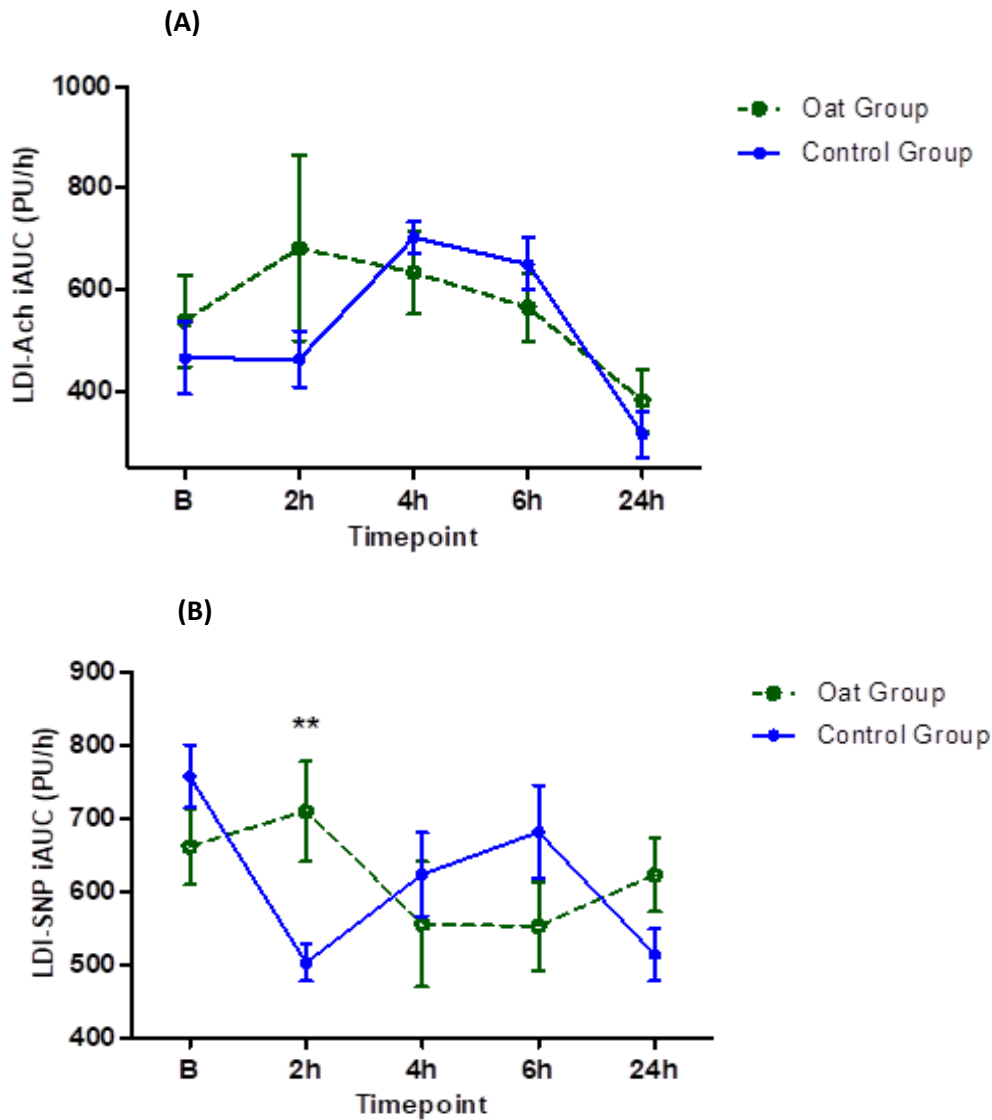 (A)
1000
800
600
400
LDI-Ach iAUC (PU/h)
B 2h 4h 6h 24h
Timepoint
Oat Group
Control Group
(B)
900
800
700
600
500
400
LDI-SNP iAUC (PU/h)
**
B 2h 4h 6h 24h
Timepoint
Oat Group
Control Group